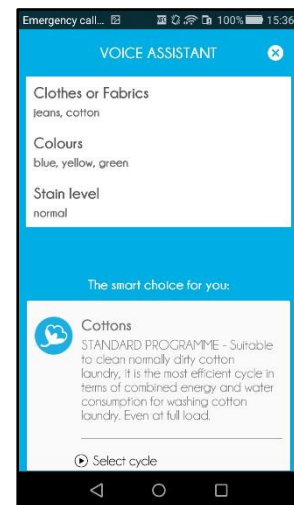 Emergency call... 100% 15:36
VOICE ASSISTANT
Clothes or Fabrics
jeans, cotton
Colours
blue, yellow, green
Stain level
normal
The smart choice for you:
Cottons
STANDARD PROGRAMME - Suitable
to clean normally dirty cotton
laundry, It is the most efficient cycle in
terms of combined energy and water
consumption for washing cotton
laundry. Even at full load.
Select cycle